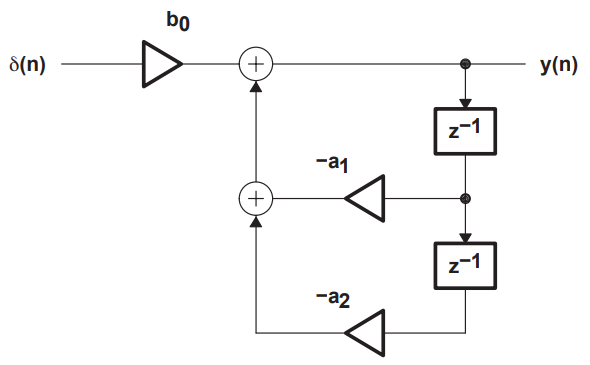 b0
δ(n)
+
y(n)
z−1
−a1
+
z−1
−a2